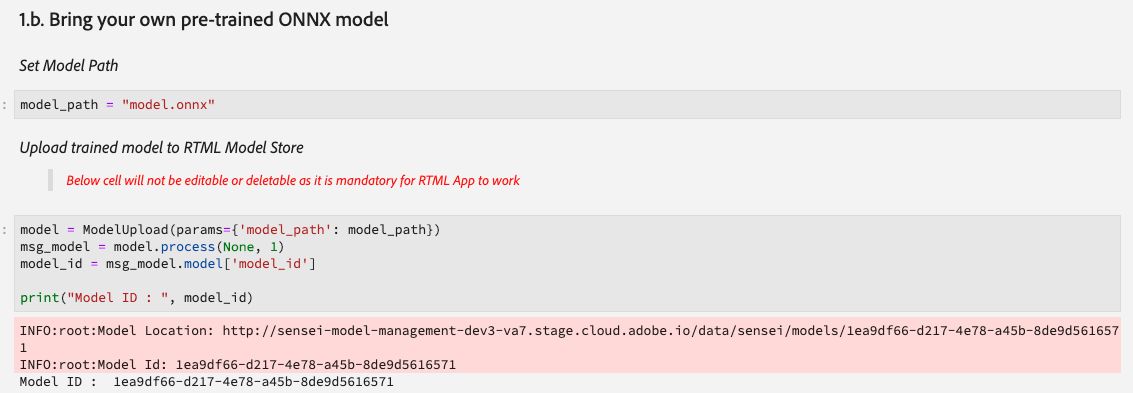 1.b. Bring your own pre-trained ONNX model
Set Model Path
: model_path = "model.onnx"
Upload trained model to RTML Model Store
Below cell will not be editable or deletable as it is mandatory for RTML App to work
: model = ModelUpload(params={'model_path': model_path})
msg_model = model.process(None, 1)
model_id = msg_model.model['model_id']
print("Model ID : ", model_id)
INFO:root:Model Location: http://sensei-model-management-dev3-va7.stage.cloud.adobe.io/data/sensei/models/1ea9df66-d217-4e78-a45b-8de9d561657
1
INFO:root:Model Id: 1ea9df66-d217-4e78-a45b-8de9d5616571
Model ID :  1ea9df66-d217-4e78-a45b-8de9d5616571